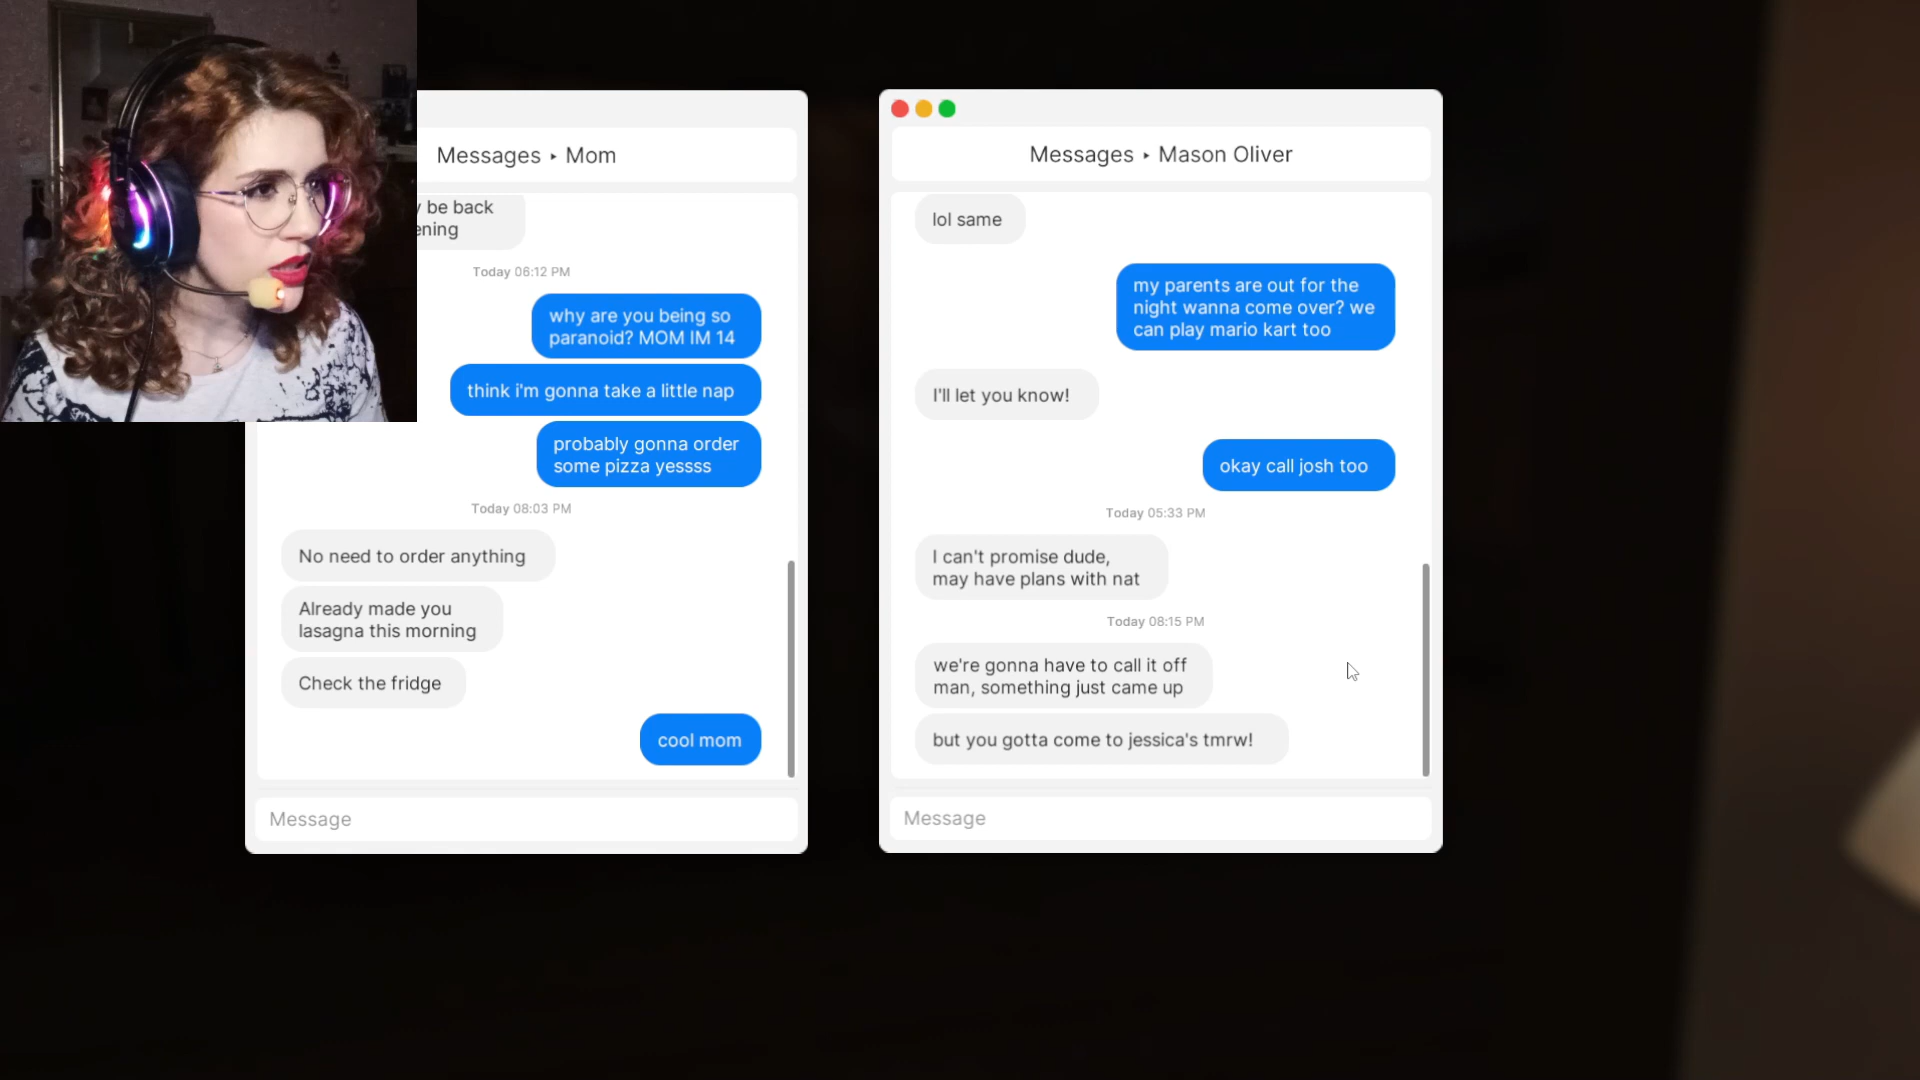 Messages ▸ Mom
be back
Today 06:12 PM
why are you being so
paranoid? MOM IM 14
think i'm gonna take a little nap
probably gonna order
some pizza yessss
Today 08:03 PM
No need to order anything
Already made you
lasagna this morning
Check the fridge
cool mom
Message
Messages ▸ Mason Oliver
lol same
my parents are out for the
night wanna come over? we
can play mario kart too
I'll let you know!
okay call josh too
Today 05:33 PM
I can't promise dude,
may have plans with nat
Today 08:15 PM
we're gonna have to call it off
man, something just came up
but you gotta come to jessica's tmrw!
Message